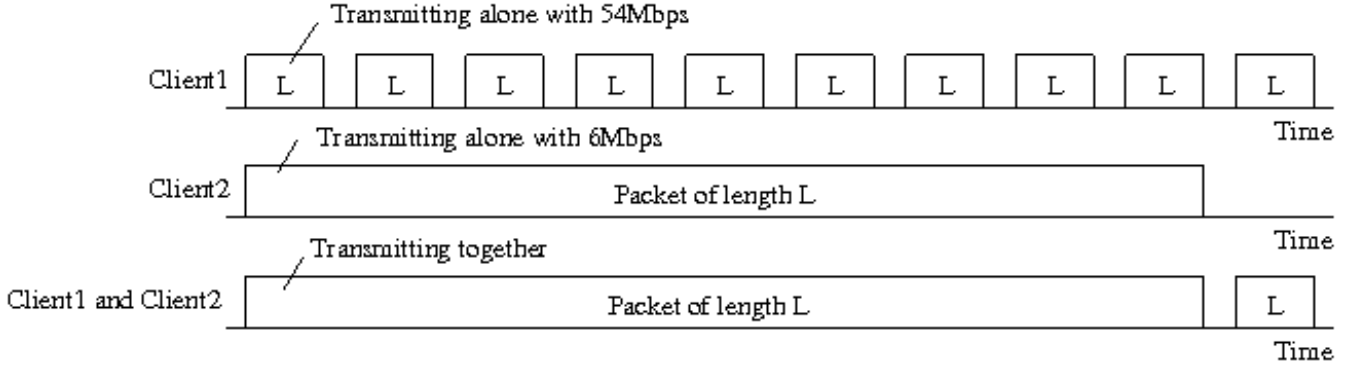 Transmitting alone with 54Mbps
Client1 L L L L L L L L L L
Time
Transmitting alone with 6Mbps
Client2 Packet of length L
Time
Transmitting together
Client1 and Client2 Packet of length L L
Time